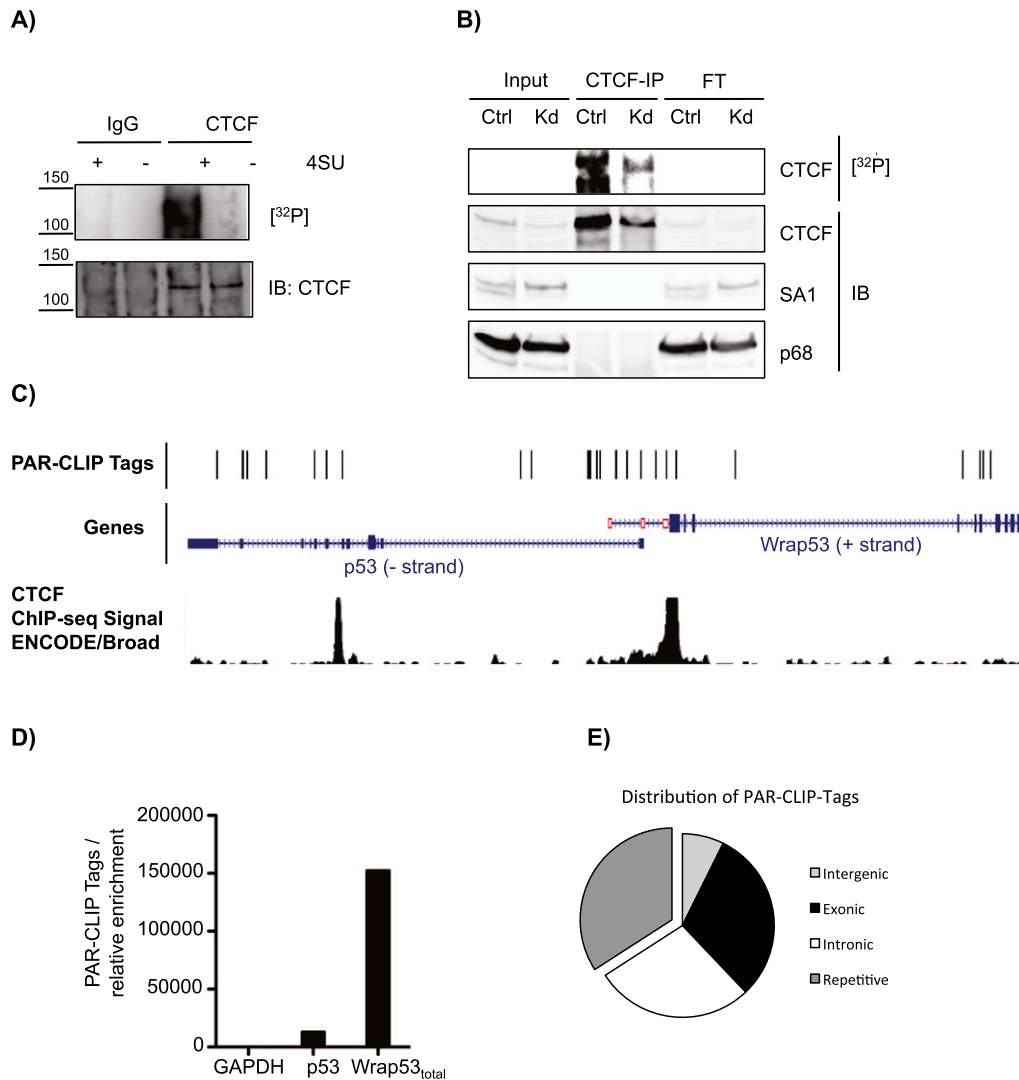 A)
IgG CTCF
+ - + - 4SU
150
100
[32P]
150
100
IB: CTCF
B)
Input CTCF-IP FT
Ctrl Kd Ctrl Kd Ctrl Kd
CTCF [32P]
CTCF
SA1 IB
p68
C)
PAR-CLIP Tags
Genes
p53 (- strand)
Wrap53 (+ strand)
CTCF
ChIP-seq Signal
ENCODE/Broad
D)
PAR-CLIP Tags /
relative enrichment
200000
150000
100000
50000
0
GAPDH p53 Wrap53total
E)
Distribution of PAR-CLIP-Tags
Intergenic
Exonic
Intronic
Repetitive